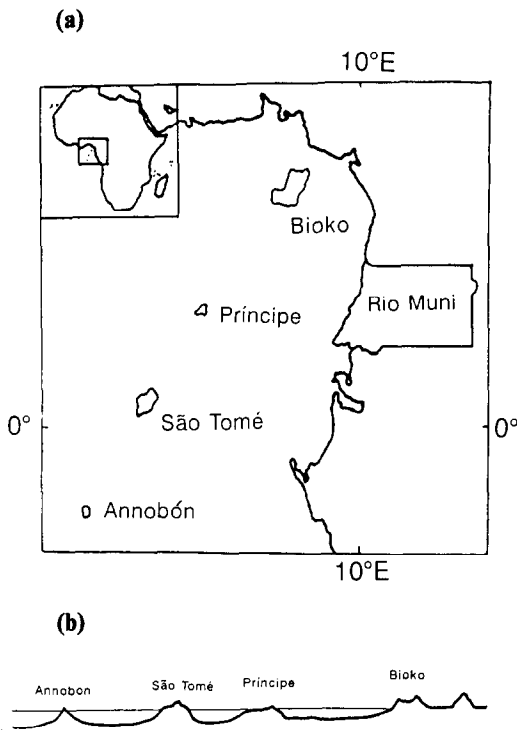 (a)
10°E
Bioko
Rio Muni
Príncipe
São Tomé
0°
0°
Annobón
10°E
(b)
Annobon
São Tomé
Príncipe
Bioko